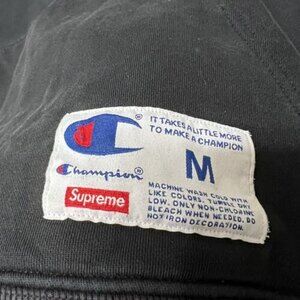 IT TAKES A LITTLE MORE
TO MAKE A CHAMPION
®
Champion
M
Supreme
MACHINE WASH COLD WITH
LIKE COLORS. TUMBLE DRY
LOW. ONLY NON-CHLORINE
BLEACH WHEN NEEDED. DO
NOT IRON DECORATION.